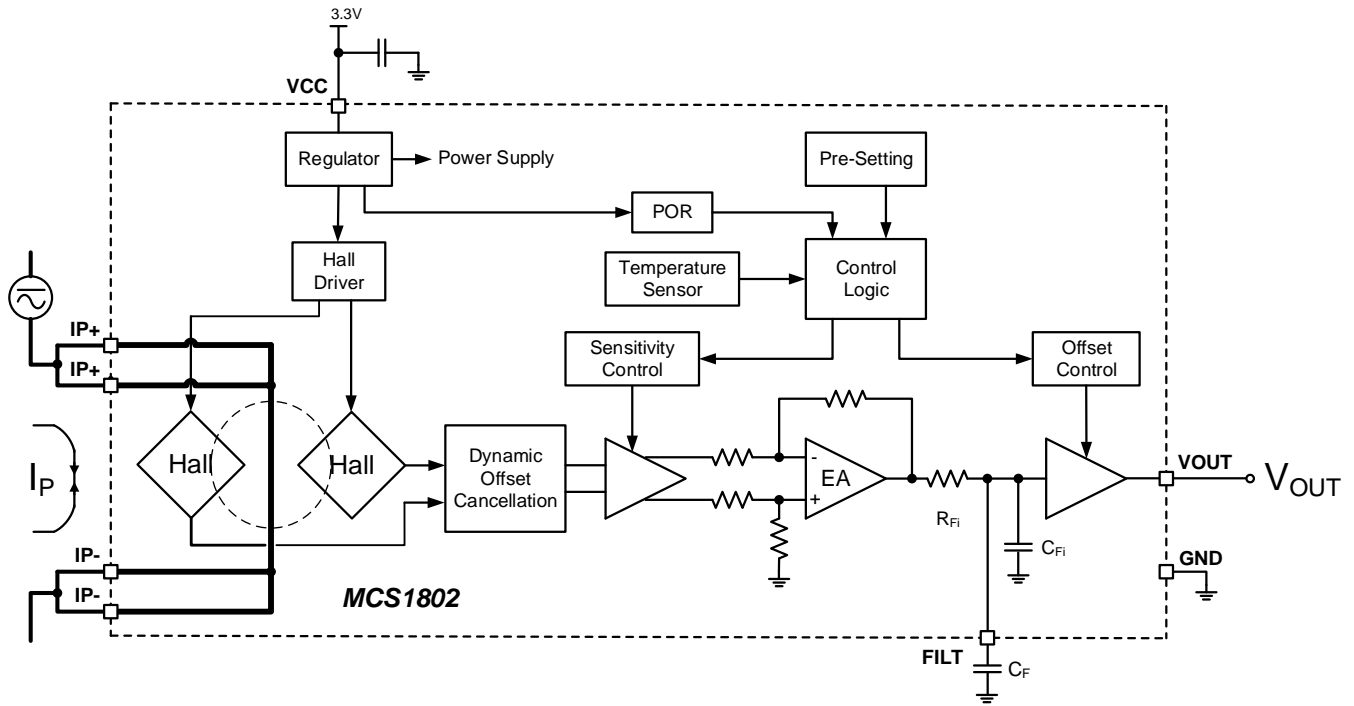 3.3V
VCC
Regulator
Power Supply
Pre-Setting
POR
Hall
Driver
Temperature
Sensor
Control
Logic
IP+
IP+
Sensitivity
Control
Offset
Control
Hall
Hall
Dynamic
Offset
Cancellation
-
EA
+
IP
RFi
CFi
VOUT
VOUT
GND
IP-
IP-
MCS1802
FILT
CF